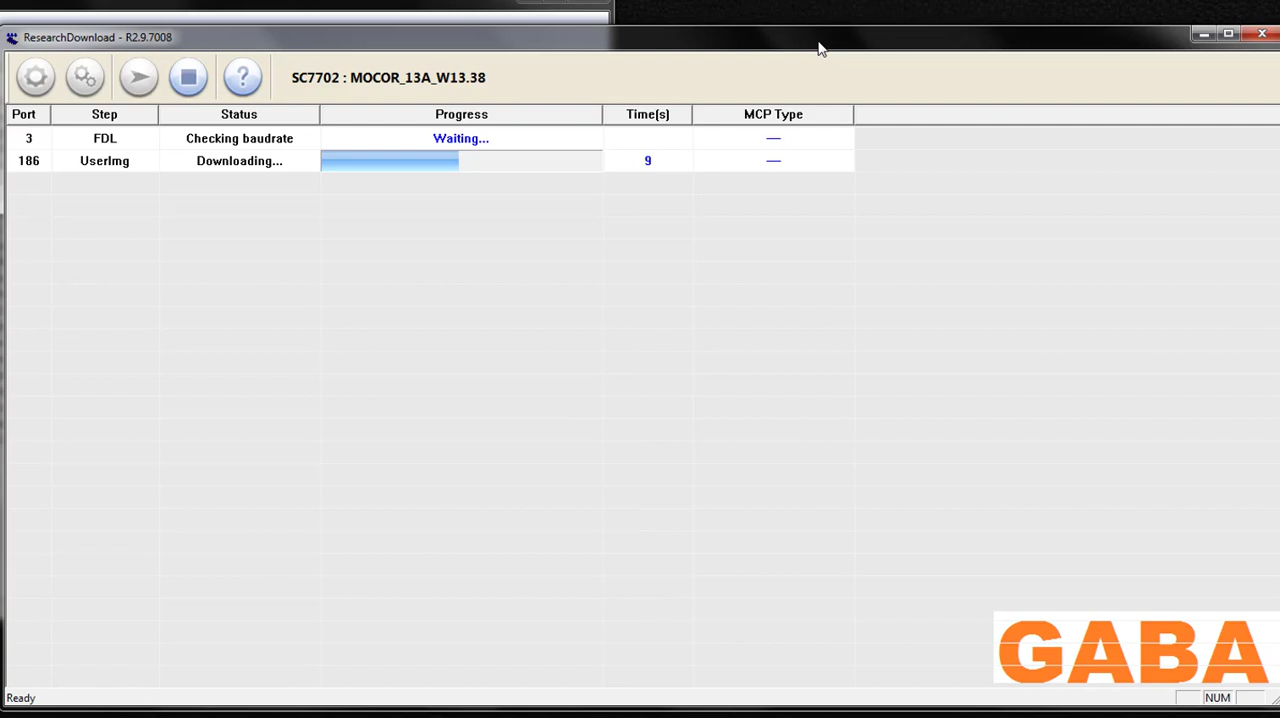 ResearchDownload - R2.9.7008
SC7702 : MOCOR_13A_W13.38
Port Step Status Progress Time(s) MCP Type
3 FDL Checking baudrate Waiting... —
186 UserImg Downloading... 9 —
GABA
Ready NUM